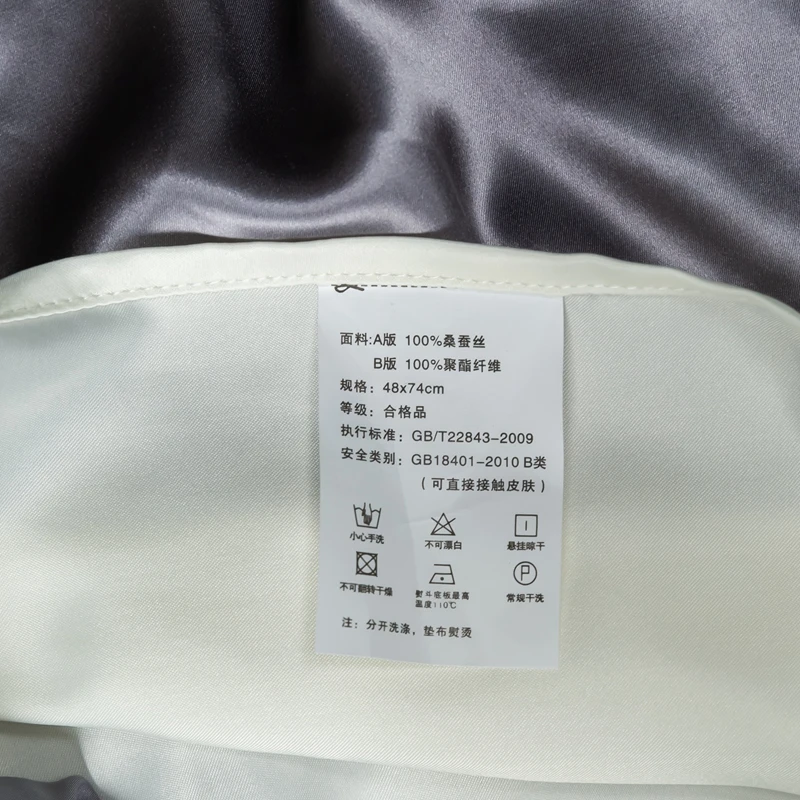 面料:A版 100%桑蚕丝
B版 100%聚酯纤维
规格：48x74cm
等级：合格品
执行标准：GB/T22843-2009
安全类别：GB18401-2010 B类
（可直接接触皮肤）
小心手洗 不可漂白 悬挂晾干
不可翻转干燥 熨斗底板最高温度110℃ 常规干洗
P
注：分开洗涤，垫布熨烫